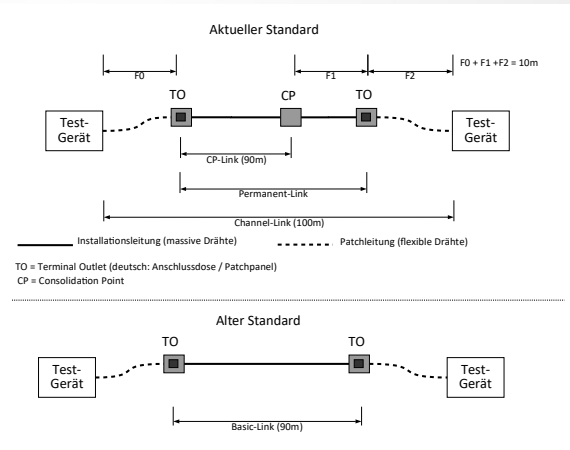 Aktueller Standard
F0
F1
F2
F0 + F1 +F2 = 10m
TO
CP
TO
Test-
Gerät
Test-
Gerät
CP-Link (90m)
Permanent-Link
Channel-Link (100m)
Installationsleitung (massive Drähte)
Patchleitung (flexible Drähte)
TO = Terminal Outlet (deutsch: Anschlussdose / Patchpanel)
CP = Consolidation Point
Alter Standard
TO
TO
Test-
Gerät
Test-
Gerät
Basic-Link (90m)